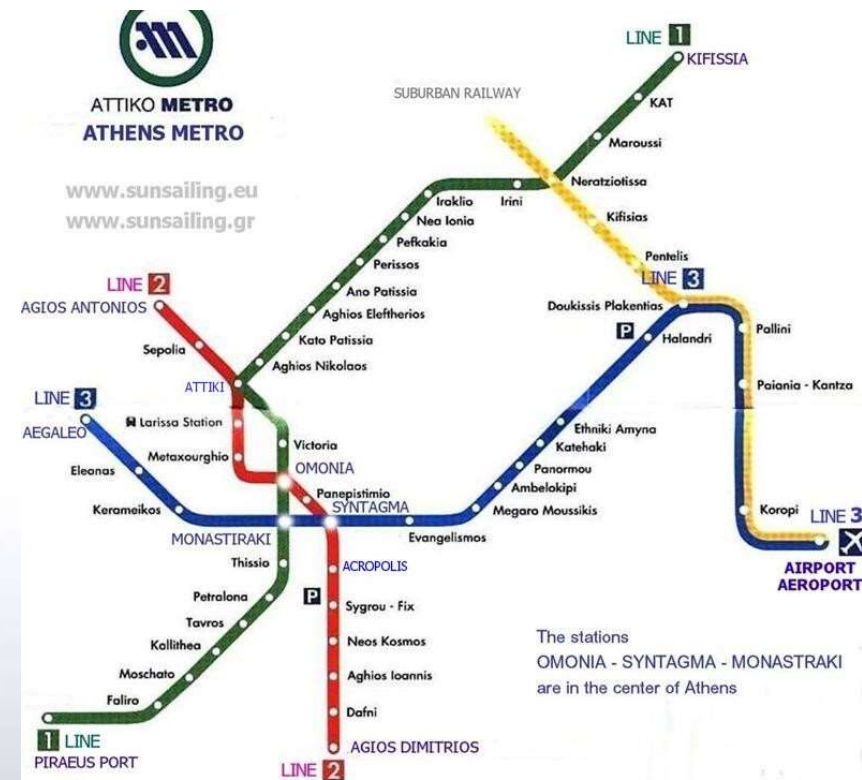 ATTIKO METRO
ATHENS METRO
www.sunsailing.eu
www.sunsailing.gr
LINE 1
KIFISSIA
SUBURBAN RAILWAY
KAT
Maroussi
Neratziotissa
Irini
Iraklio
Nea Ionia
Pefkakia
Perissos
Ano Patissia
Aghios Eleftherios
Kato Patissia
Aghios Nikolaos
Kifisias
Pentelis
LINE 3
Doukissis Plakentias
P
Halandri
Pallini
Paiania - Kantza
Koropi
LINE 3
AIRPORT
AEROPORT
LINE 2
AGIOS ANTONIOS
Sepolia
ATTIKI
LINE 3
AEGALEO
Larissa Station
Metaxourghio
Eleonas
Kerameikos
Victoria
OMONIA
Panepistimio
SYNTAGMA
MONASTIRAKI
Evangelismos
Megaro Moussikis
Ambelokipi
Panormou
Katehaki
Ethniki Amyna
Thissio
Petralona
Tavros
Kallithea
Moschato
Faliro
1 LINE
PIRAEUS PORT
ACROPOLIS
P
Sygrou - Fix
Neos Kosmos
Aghios Ioannis
Dafni
AGIOS DIMITRIOS
LINE 2
The stations
OMONIA - SYNTAGMA - MONASTRAKI
are in the center of Athens